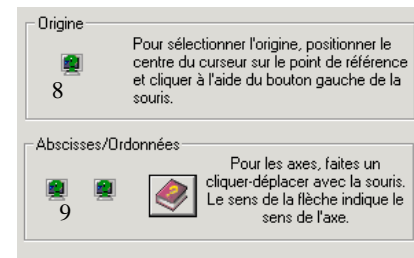 Origine
Pour sélectionner l'origine, positionner le
centre du curseur sur le point de référence
et cliquer à l'aide du bouton gauche de la
souris.
8
Abscisses/Ordonnées
Pour les axes, faites un
cliquer-déplacer avec la souris.
Le sens de la flèche indique le
sens de l'axe.
9